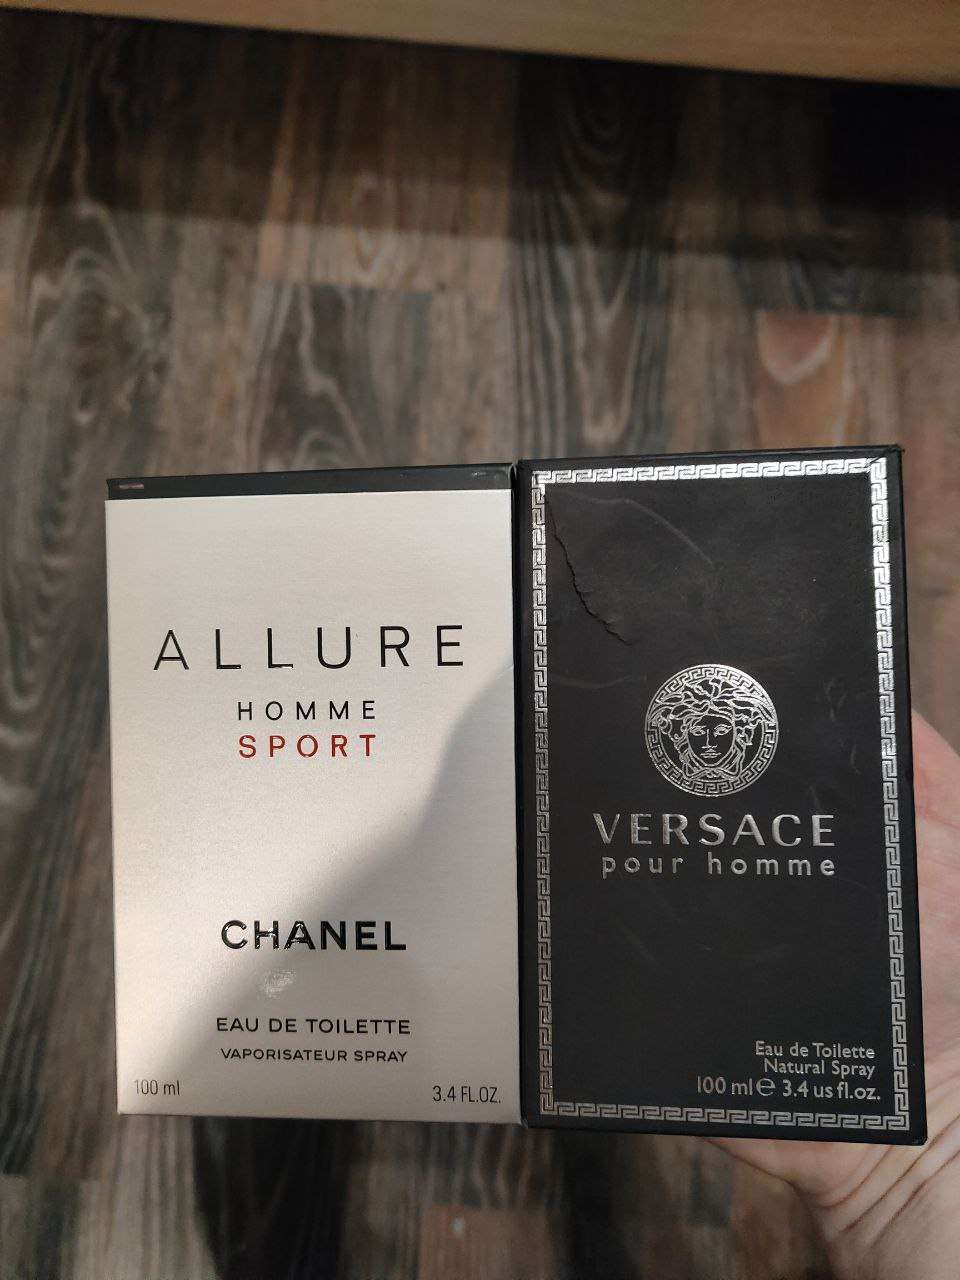 ALLURE
HOMME
SPORT
CHANEL
EAU DE TOILETTE
VAPORISATEUR SPRAY
100 ml
3.4 FL.OZ.
VERSACE
pour homme
Eau de Toilette
Natural Spray
100 ml e 3.4 us fl.oz.